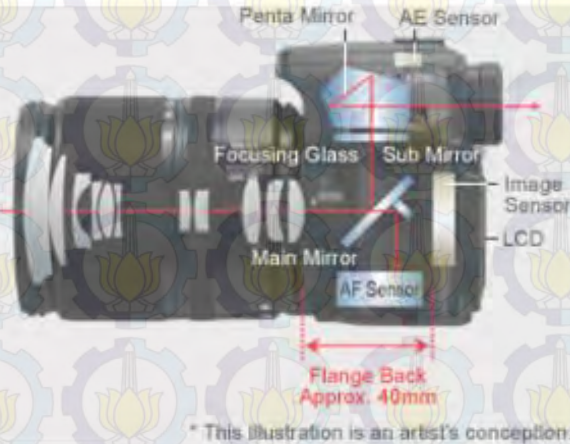 Penta Mirror
AE Sensor
Focusing Glass
Sub Mirror
Image
Sensor
LCD
Main Mirror
AF Sensor
Flange Back
Approx. 40mm
* This illustration is an artist's conception